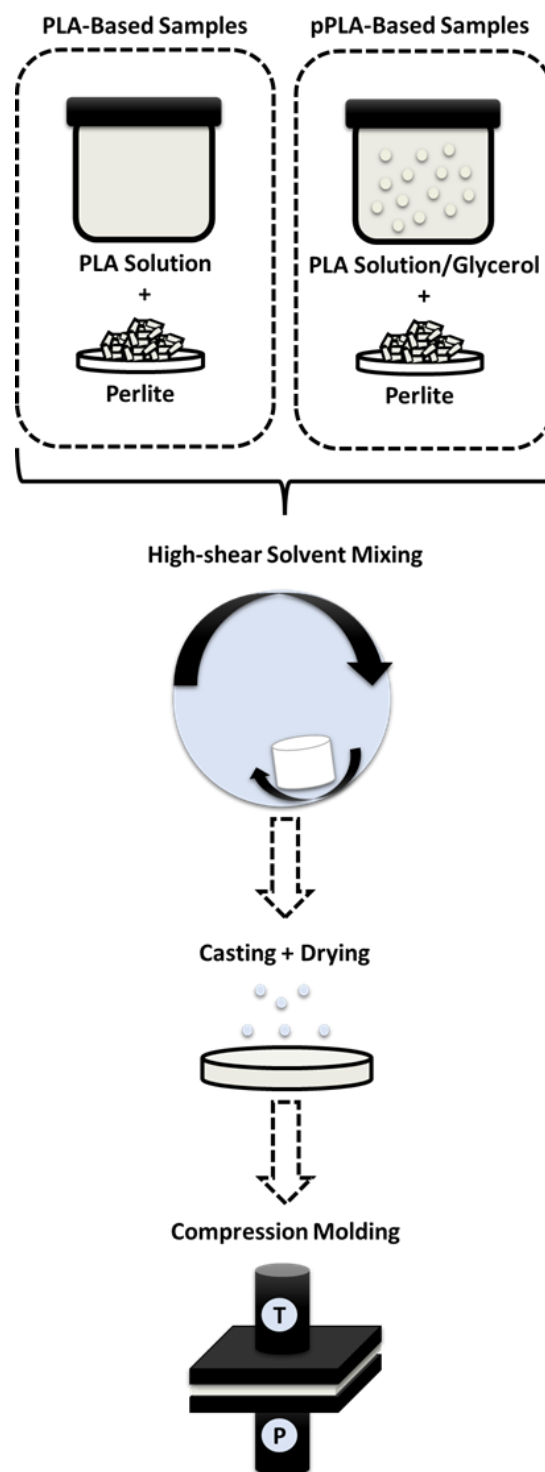 PLA-Based Samples
pPLA-Based Samples
PLA Solution
+
Perlite
PLA Solution/Glycerol
+
Perlite
High-shear Solvent Mixing
Casting + Drying
Compression Molding
T
P